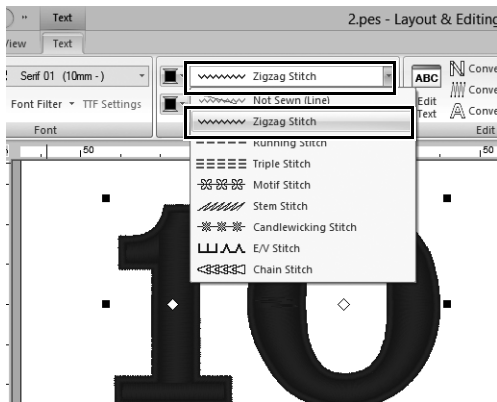 Text
2.pes - Layout & Editing
View Text
Serif 01 (10mm - )
Zigzag Stitch
ABC
Conve
Font Filter TTF Settings
Not Sewn (Line)
Edit
Text
Conve
Conve
Font
Zigzag Stitch
Edit
Running Stitch
50
50
Triple Stitch
Motif Stitch
Stem Stitch
Candlewicking Stitch
E/V Stitch
Chain Stitch
10